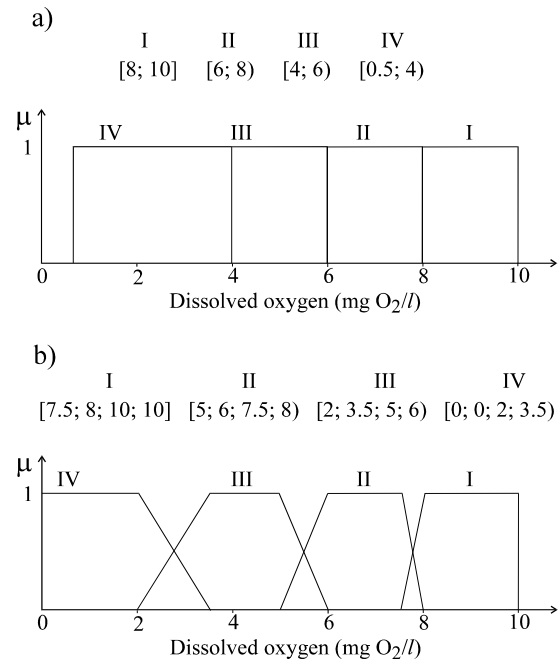 a)
I II III IV
[8; 10] [6; 8) [4; 6) [0.5; 4)
μ
IV III II I
1
0 2 4 6 8 10
Dissolved oxygen (mg O2/l)
b)
I II III IV
[7.5; 8; 10; 10] [5; 6; 7.5; 8) [2; 3.5; 5; 6) [0; 0; 2; 3.5)
μ
IV III II I
1
0 2 4 6 8 10
Dissolved oxygen (mg O2/l)